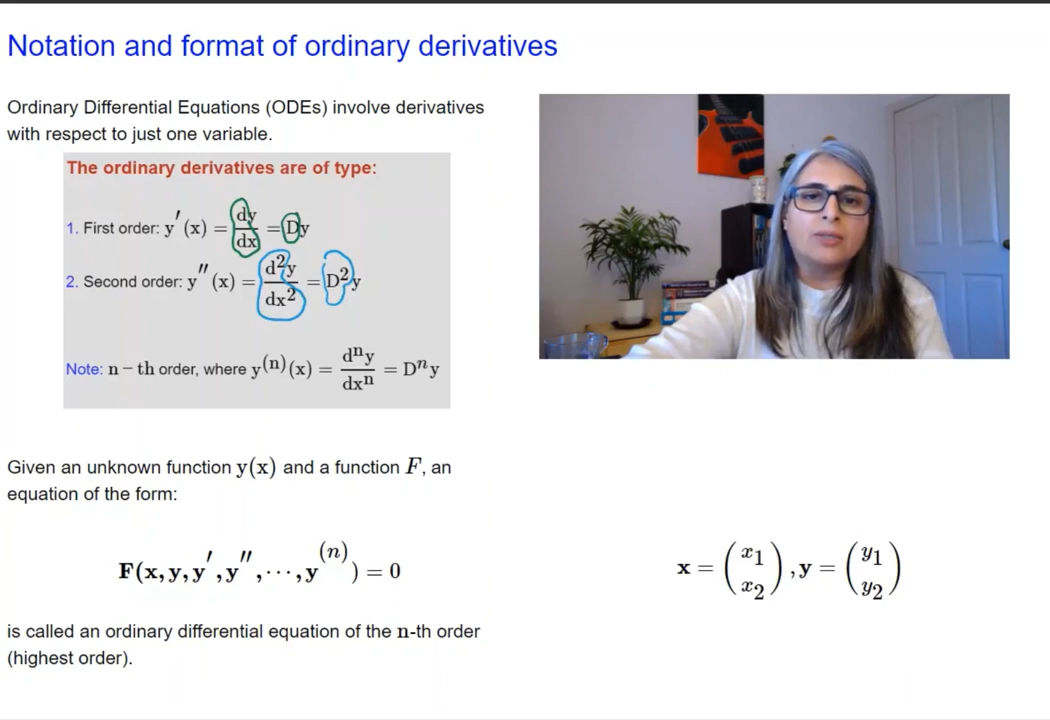 Notation and format of ordinary derivatives
Ordinary Differential Equations (ODEs) involve derivatives
with respect to just one variable.
The ordinary derivatives are of type:
1. First order: y′(x) = dy/dx = Dy
2. Second order: y″(x) = d²y/dx² = D²y
Note: n − th order, where y⁽ⁿ⁾(x) = dⁿy/dxⁿ = Dⁿy
Given an unknown function y(x) and a function F, an
equation of the form:
F(x, y, y′, y″, ⋯, y⁽ⁿ⁾) = 0
is called an ordinary differential equation of the n-th order
(highest order).
x = (x₁ x₂), y = (y₁ y₂)